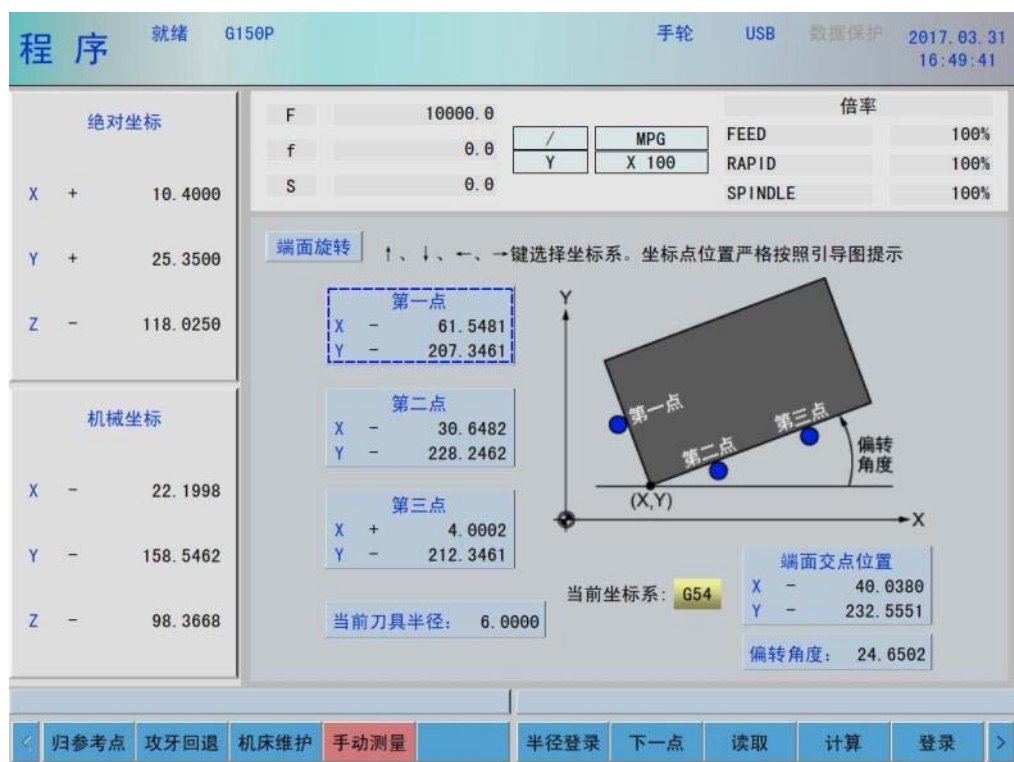 程 序 就绪 G150P 手轮 USB 数据保护 2017.03.31
16:49:41
绝对坐标
X + 10.4000
Y + 25.3500
Z - 118.0250
机械坐标
X - 22.1998
Y - 158.5462
Z - 98.3668
F 10000.0
f 0.0
S 0.0
/ MPG
Y X 100
倍率
FEED 100%
RAPID 100%
SPINDLE 100%
端面旋转 ↑、↓、←、→键选择坐标系。坐标点位置严格按照引导图提示
第一点
X - 61.5481
Y - 207.3461
第二点
X - 30.6482
Y - 228.2462
第三点
X + 4.0002
Y - 212.3461
当前刀具半径: 6.0000
Y
第一点
第二点
第三点
偏转
角度
(X,Y)
X
当前坐标系: G54
端面交点位置
X - 40.0380
Y - 232.5551
偏转角度: 24.6502
< 归参考点 攻牙回退 机床维护 手动测量 半径登录 下一点 读取 计算 登录 >